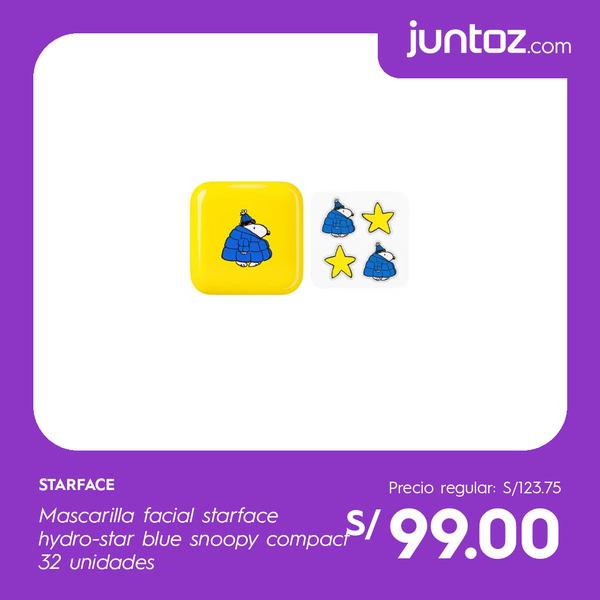 juntoz.com
STARFACE
Mascarilla facial starface
hydro-star blue snoopy compact
32 unidades
Precio regular: S/123.75
S/ 99.00